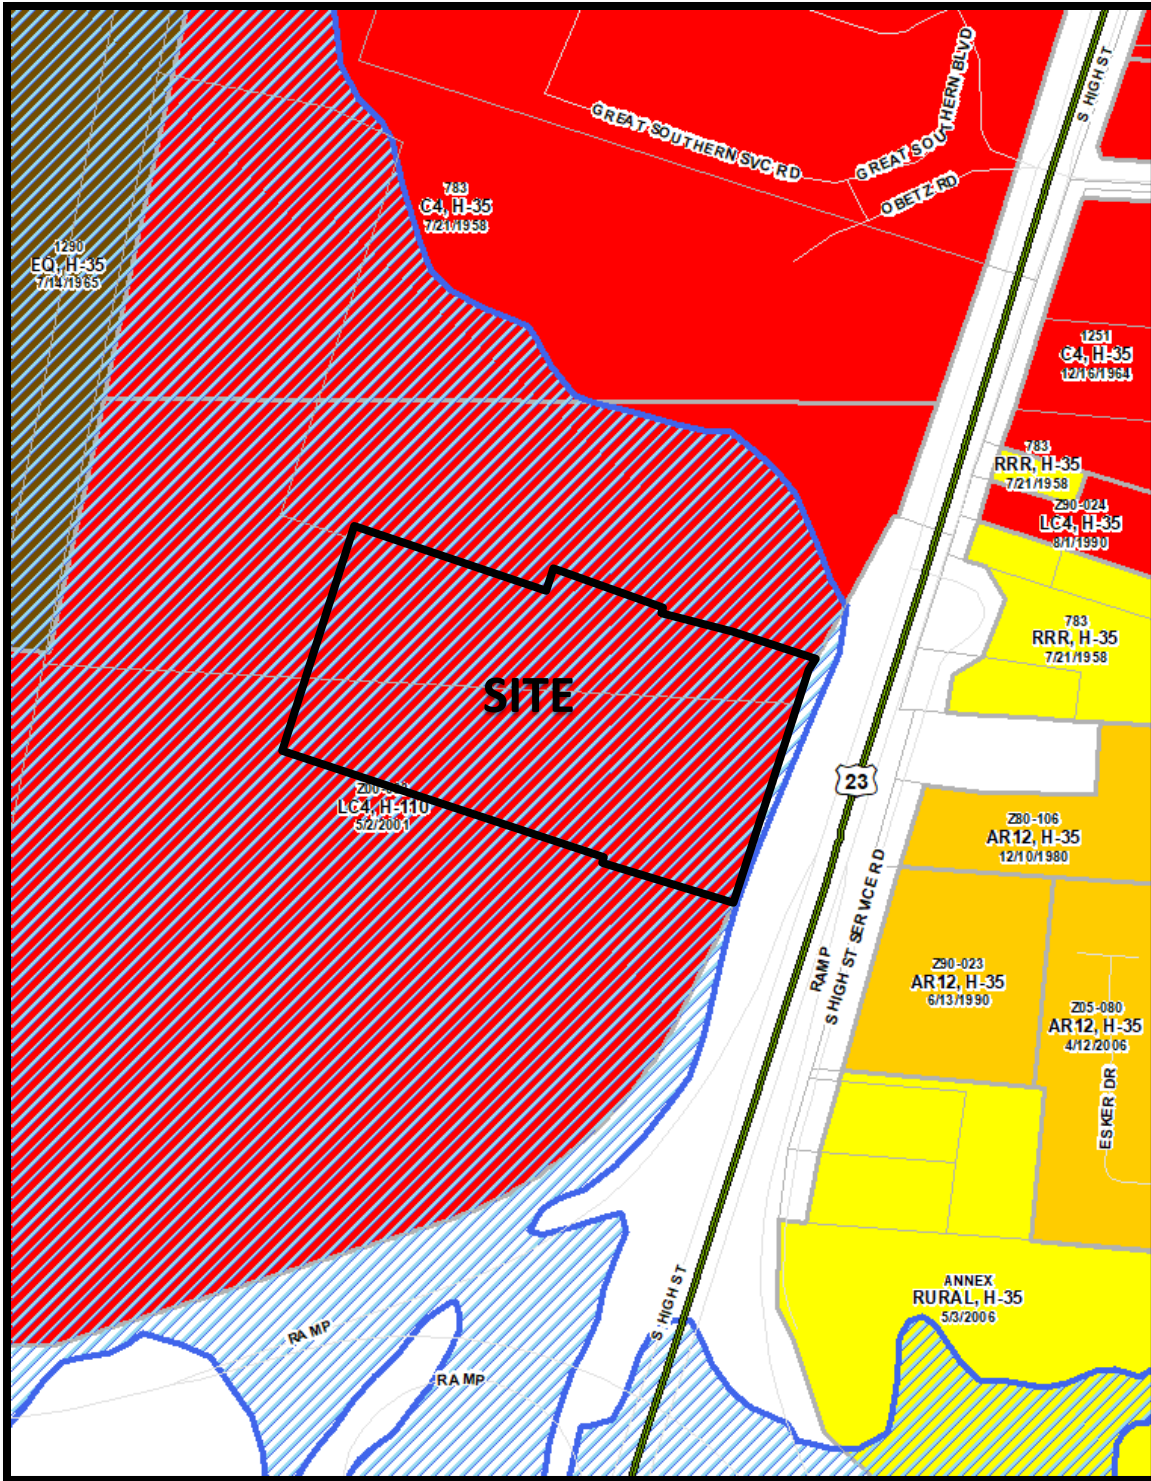 S HIGH ST
GREAT SOUTHERN BLVD
GREAT SOUTHERN SVC RD
OBETZ RD
783
C4, H-35
7/21/1958
1290
EQ, H-35
7/14/1965
1251
C4, H-35
12/16/1964
783
RRR, H-35
7/21/1958
Z90-024
LC4, H-35
8/1/1990
783
RRR, H-35
7/21/1958
SITE
23
LC4, H-110
5/2/2001
Z80-106
AR12, H-35
12/10/1980
RAMP
S HIGH ST SERVICE RD
Z90-023
AR12, H-35
6/13/1990
Z05-080
AR12, H-35
4/12/2006
ESKER DR
ANNEX
RURAL, H-35
5/3/2006
S HIGH ST
RAMP
RAMP